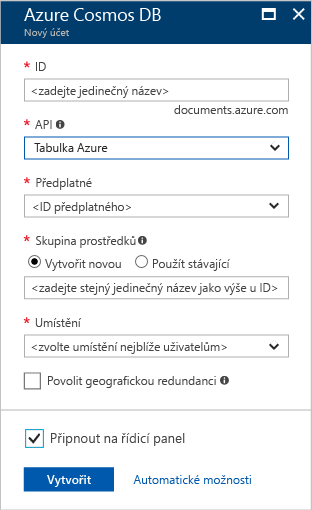 Azure Cosmos DB
Nový účet
* ID
<zadejte jedinečný název>
documents.azure.com
* API
Tabulka Azure
* Předplatné
<ID předplatného>
* Skupina prostředků
Vytvořit novou Použít stávající
<zadejte stejný jedinečný název jako výše u ID>
* Umístění
<zvolte umístění nejblíže uživatelům>
Povolit geografickou redundanci
Připnout na řídicí panel
Vytvořit Automatické možnosti